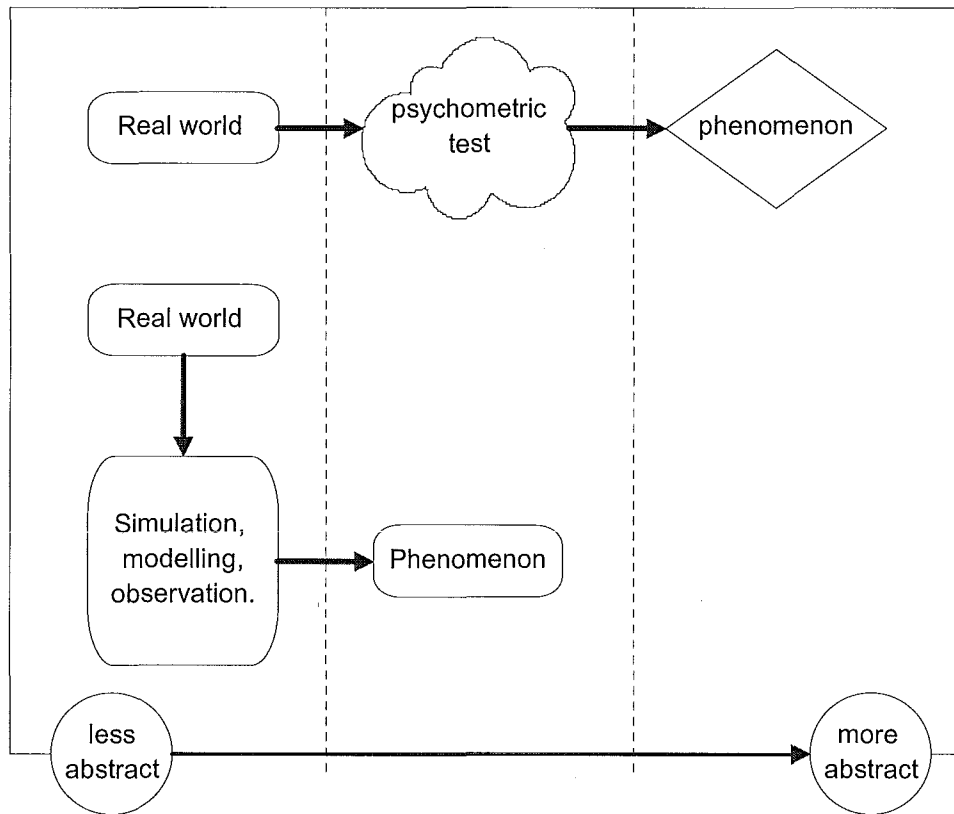 Real world
psychometric
test
phenomenon
Real world
Simulation,
modelling,
observation.
Phenomenon
less
abstract
more
abstract